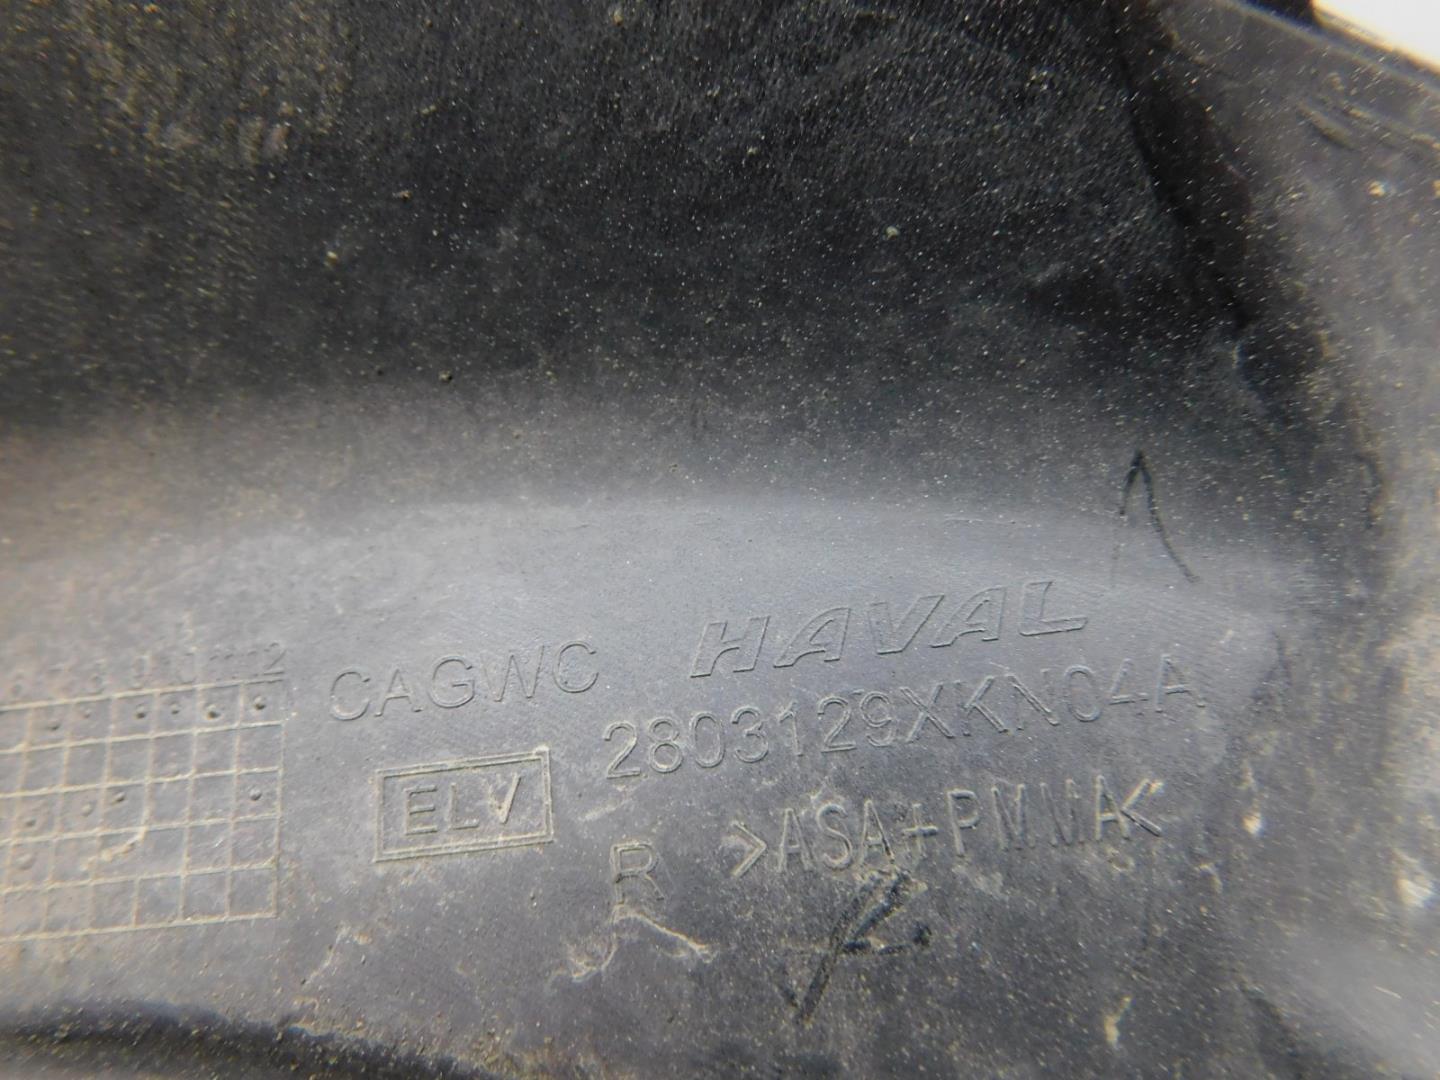 CAGWC HAVAL
2803129XKN04A
ELV
R >ASA+PMMA<